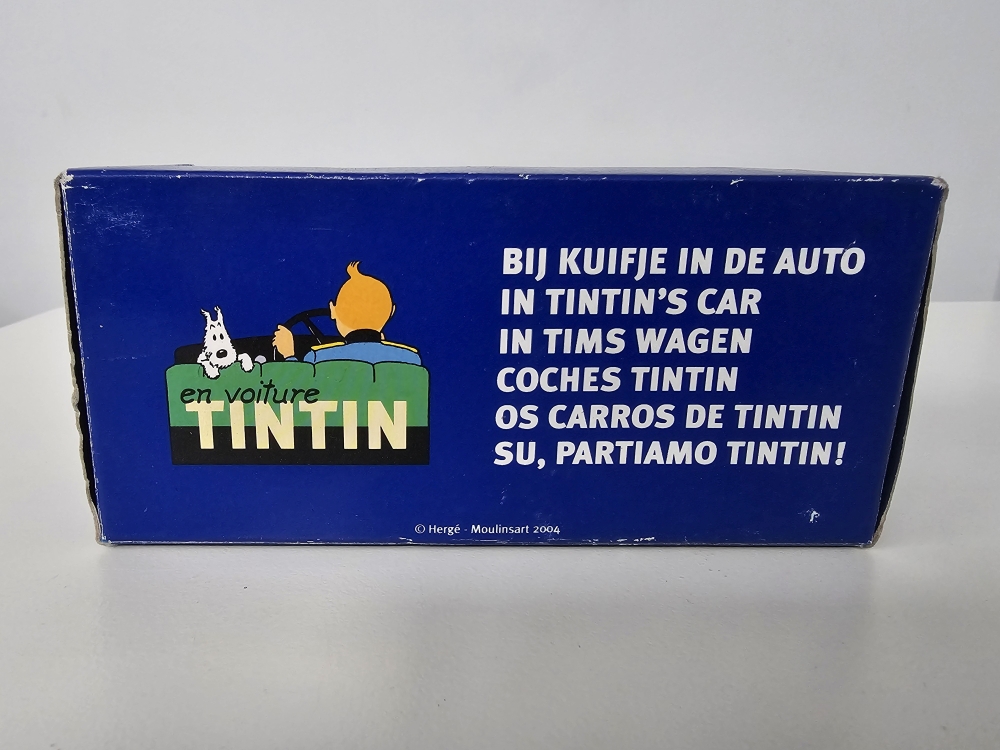 en voiture
TINTIN
BIJ KUIFJE IN DE AUTO
IN TINTIN'S CAR
IN TIMS WAGEN
COCHES TINTIN
OS CARROS DE TINTIN
SU, PARTIAMO TINTIN!
© Hergé - Moulinsart 2004